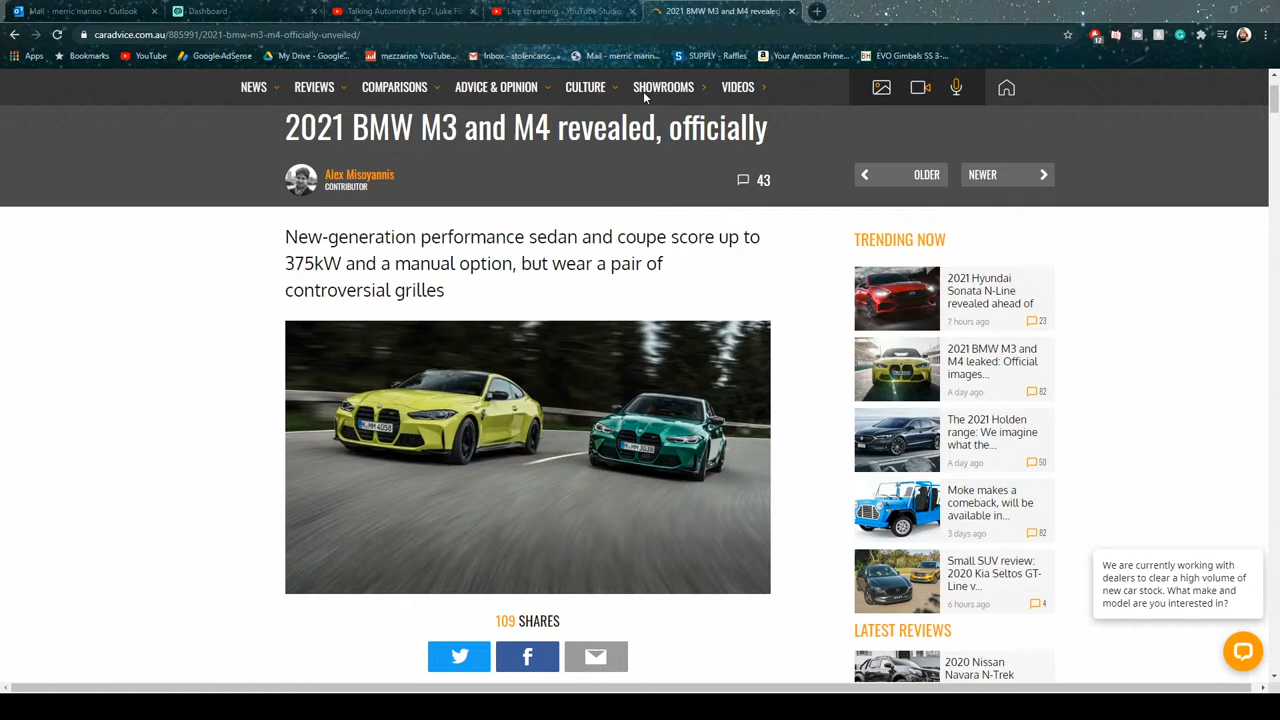 Mail - merric marino - Outlook
Dashboard
Talking Automotive Ep7. Luke Fi
Live streaming - YouTube Studio
2021 BMW M3 and M4 revealed
caradvice.com.au/885991/2021-bmw-m3-m4-officially-unveiled/
12
Apps
Bookmarks
YouTube
Google AdSense
My Drive - Google...
mezzarino YouTube...
Inbox - stolencarsc...
Mail - merric mann...
SUPPLY - Raffles
Your Amazon Prime...
EVO Gimbals SS 3-...
NEWS
REVIEWS
COMPARISONS
ADVICE & OPINION
CULTURE
SHOWROOMS
VIDEOS
2021 BMW M3 and M4 revealed, officially
Alex Misoyannis
CONTRIBUTOR
43
OLDER
NEWER
New-generation performance sedan and coupe score up to
375kW and a manual option, but wear a pair of
controversial grilles
109 SHARES
TRENDING NOW
2021 Hyundai
Sonata N-Line
revealed ahead of
7 hours ago
23
2021 BMW M3 and
M4 leaked: Official
images...
A day ago
82
The 2021 Holden
range: We imagine
what the...
A day ago
50
Moke makes a
comeback, will be
available in...
3 days ago
82
Small SUV review:
2020 Kia Seltos GT-
Line v...
6 hours ago
4
LATEST REVIEWS
2020 Nissan
Navara N-Trek
We are currently working with
dealers to clear a high volume of
new car stock. What make and
model are you interested in?